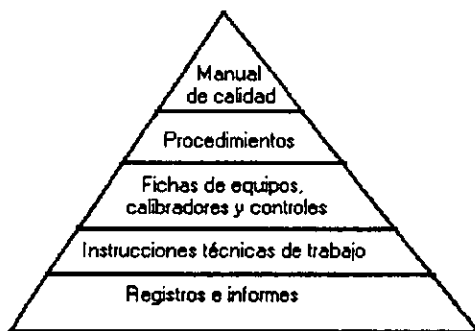 Manual
de calidad
Procedimientos
Fichas de equipos,
calibradores y controles
Instrucciones técnicas de trabajo
Registros e informes